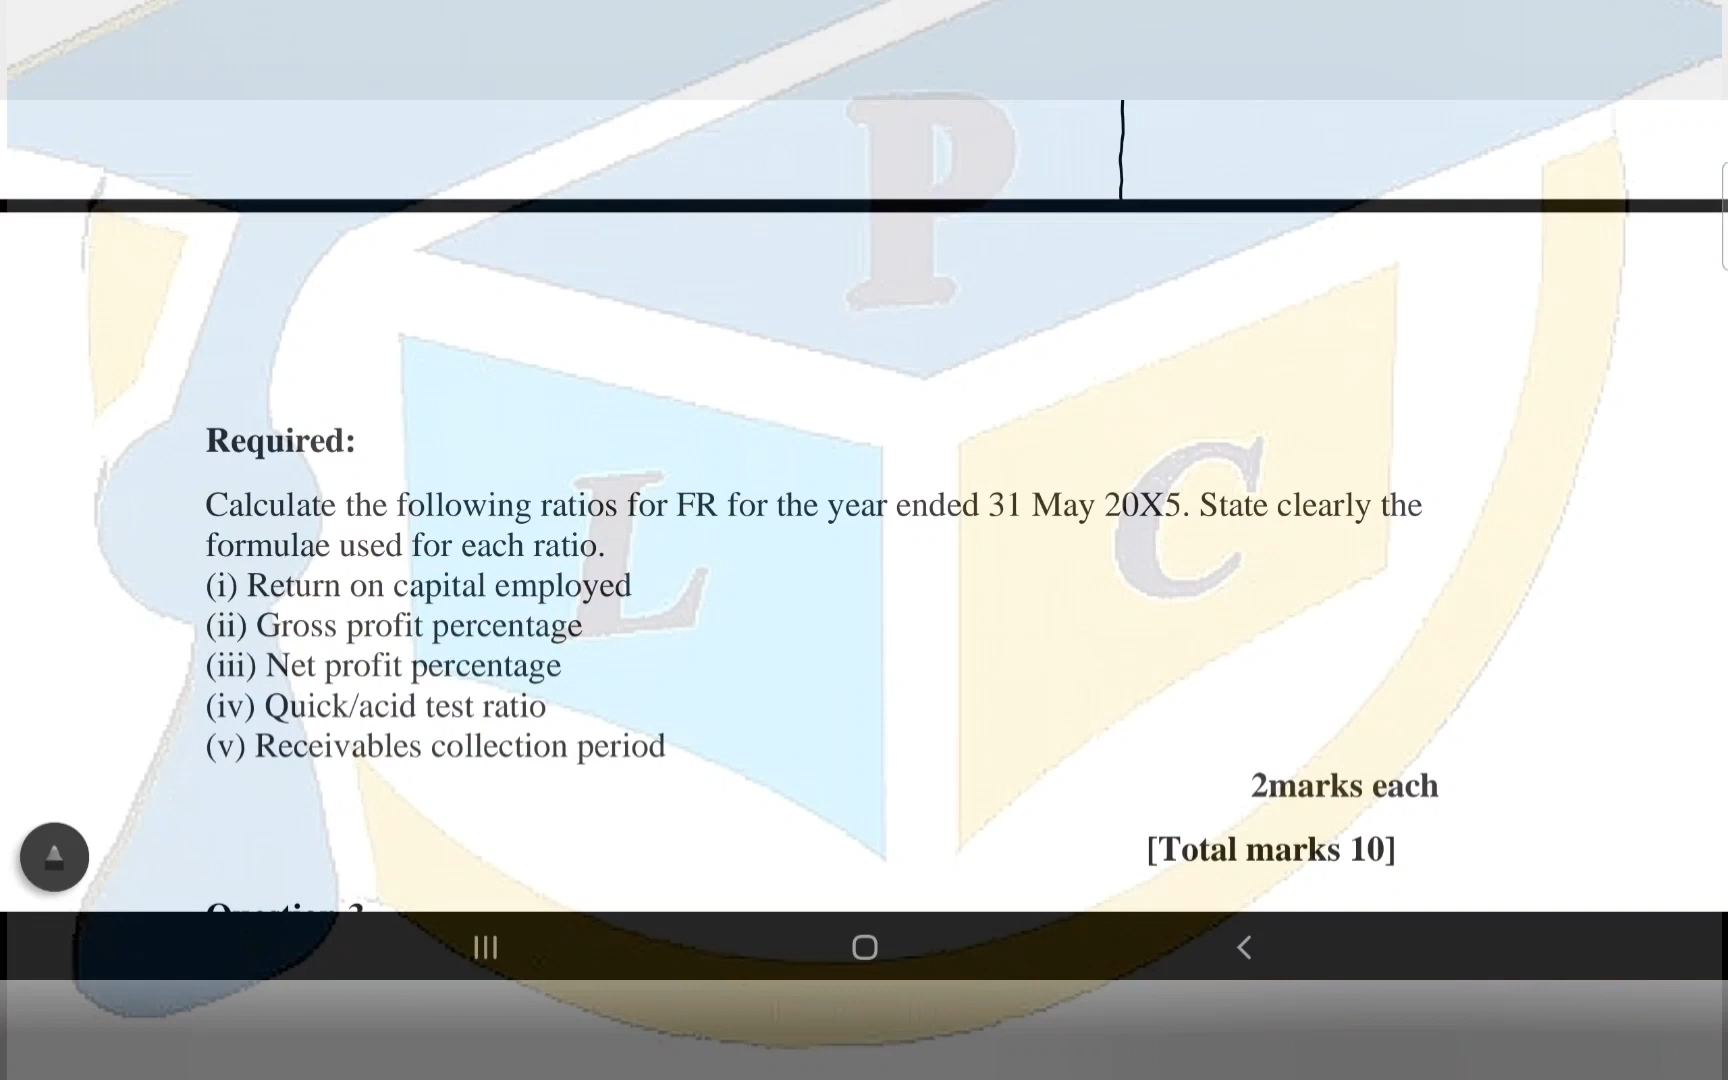 P
L
C
Required:
Calculate the following ratios for FR for the year ended 31 May 20X5. State clearly the
formulae used for each ratio.
(i) Return on capital employed
(ii) Gross profit percentage
(iii) Net profit percentage
(iv) Quick/acid test ratio
(v) Receivables collection period
2marks each
[Total marks 10]